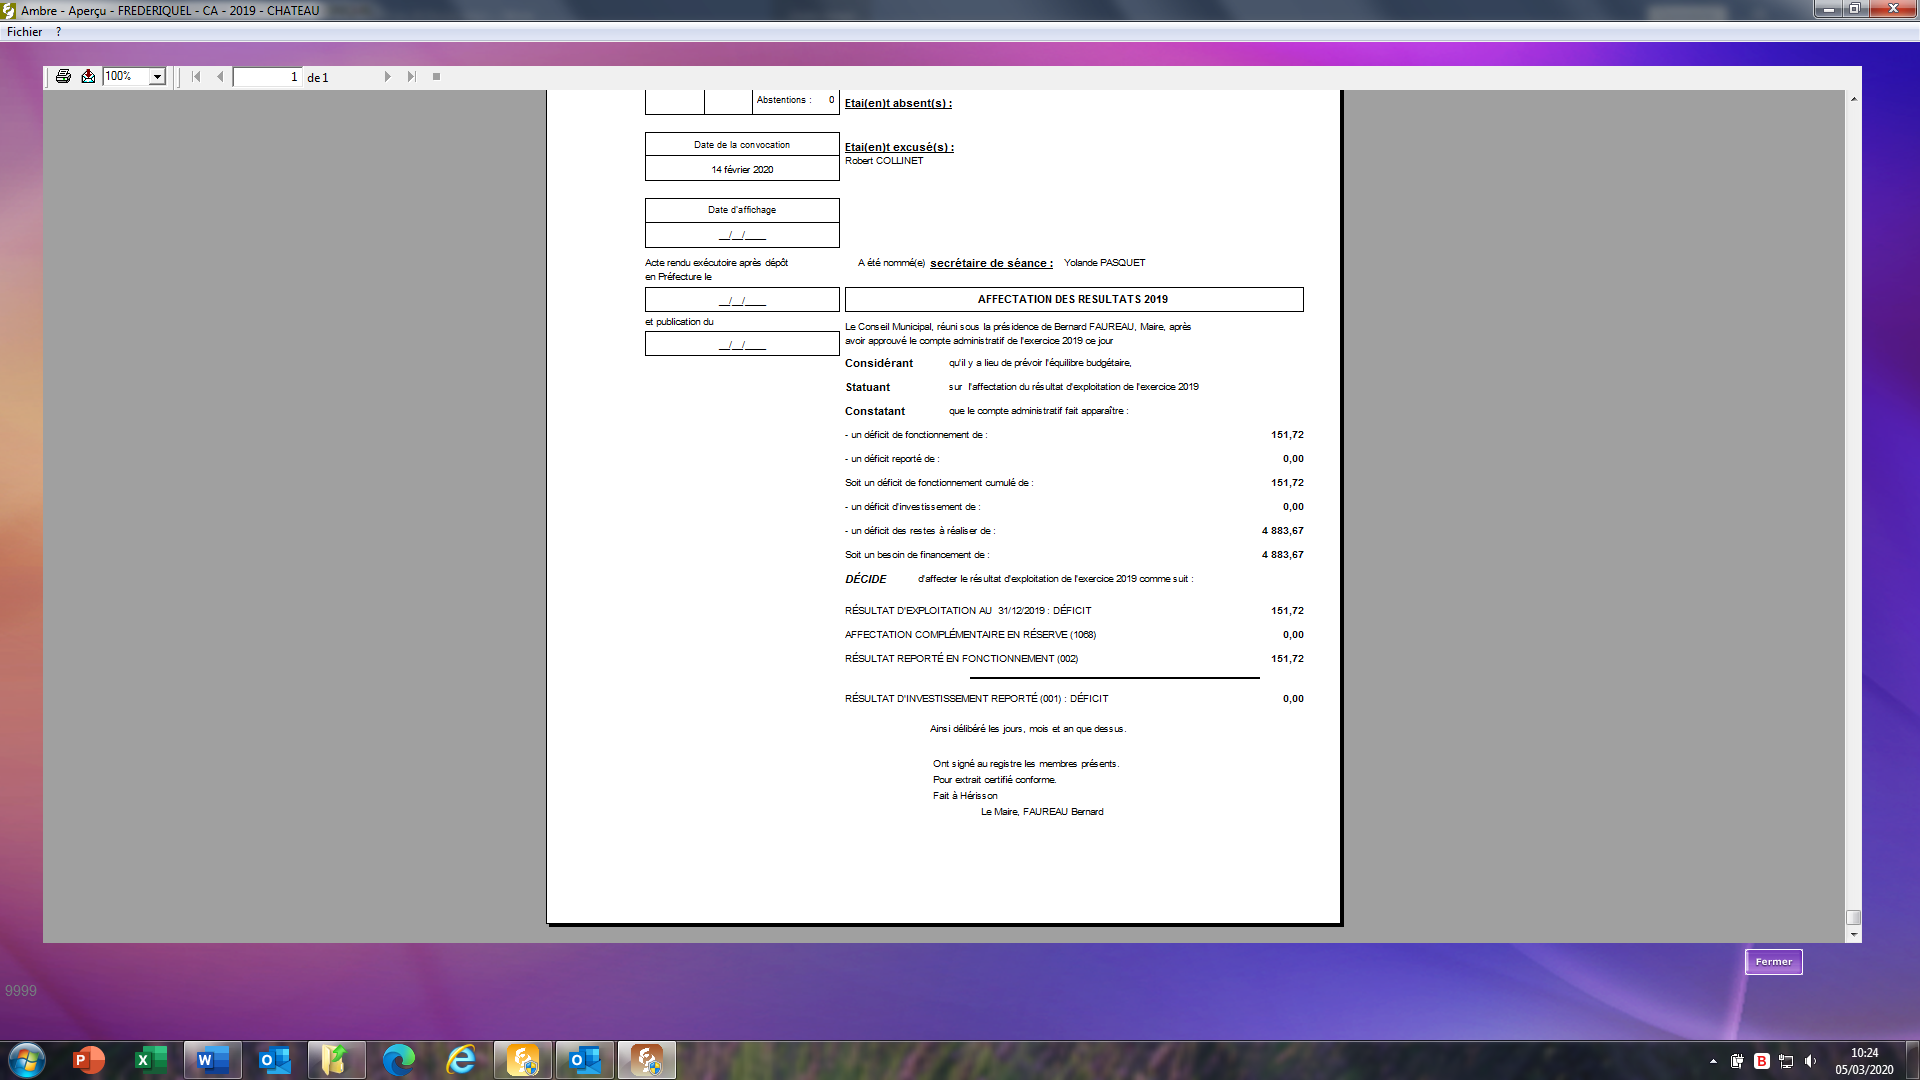 Ambre - Aperçu - FREDERIQUEL - CA - 2019 - CHATEAU
Fichier ?
100%
1 de 1
Abstentions : 0
Etai(en)t absent(s) :
Date de la convocation
14 février 2020
Etai(en)t excusé(s) :
Robert COLLINET
Date d'affichage
__/__/____
Acte rendu exécutoire après dépôt
en Préfecture le
__/__/____
et publication du
__/__/____
A été nommé(e) secrétaire de séance : Yolande PASQUET
AFFECTATION DES RESULTATS 2019
Le Conseil Municipal, réuni sous la présidence de Bernard FAUREAU, Maire, après
avoir approuvé le compte administratif de l'exercice 2019 ce jour
Considérant qu'il y a lieu de prévoir l'équilibre budgétaire,
Statuant sur l'affectation du résultat d'exploitation de l'exercice 2019
Constatant que le compte administratif fait apparaître :
- un déficit de fonctionnement de : 151,72
- un déficit reporté de : 0,00
Soit un déficit de fonctionnement cumulé de : 151,72
- un déficit d'investissement de : 0,00
- un déficit des restes à réaliser de : 4 883,67
Soit un besoin de financement de : 4 883,67
DÉCIDE d'affecter le résultat d'exploitation de l'exercice 2019 comme suit :
RÉSULTAT D'EXPLOITATION AU 31/12/2019 : DÉFICIT 151,72
AFFECTATION COMPLÉMENTAIRE EN RÉSERVE (1068) 0,00
RÉSULTAT REPORTÉ EN FONCTIONNEMENT (002) 151,72
RÉSULTAT D'INVESTISSEMENT REPORTÉ (001) : DÉFICIT 0,00
Ainsi délibéré les jours, mois et an que dessus.
Ont signé au registre les membres présents.
Pour extrait certifié conforme.
Fait à Hérisson
Le Maire, FAUREAU Bernard
Fermer
9999
10:24
05/03/2020